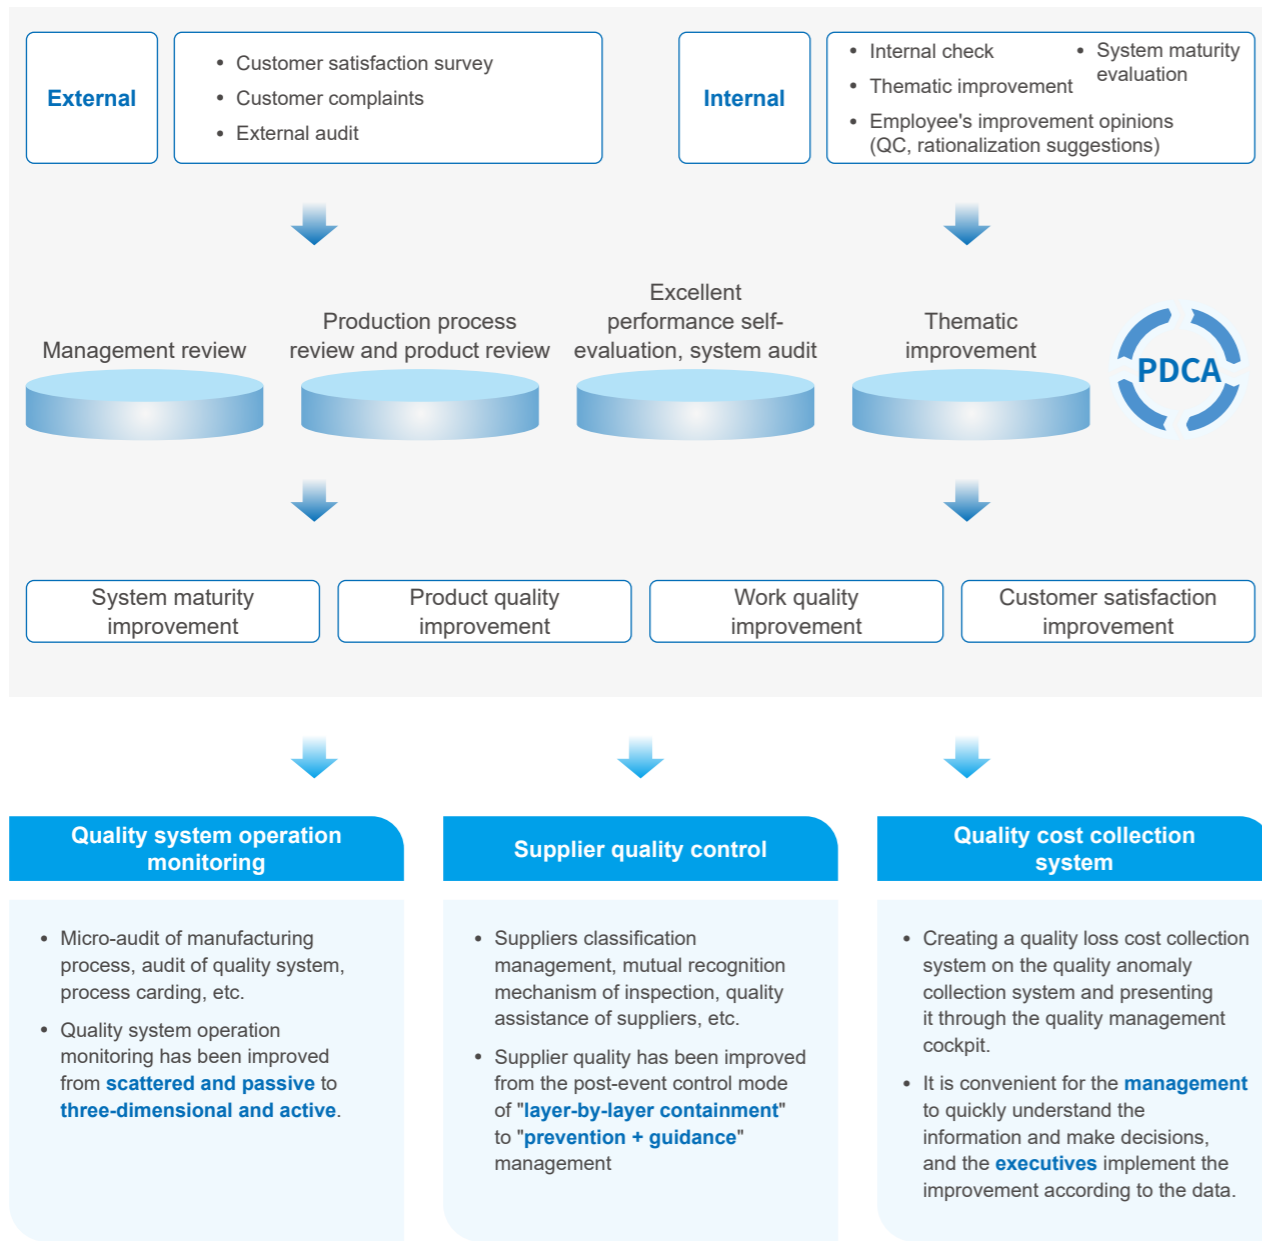 External
• Customer satisfaction survey
• Customer complaints
• External audit
Internal
• Internal check
• Thematic improvement
• Employee's improvement opinions
(QC, rationalization suggestions)
• System maturity
evaluation
Management review
Production process
review and product review
Excellent
performance self-
evaluation, system audit
Thematic
improvement
PDCA
System maturity
improvement
Product quality
improvement
Work quality
improvement
Customer satisfaction
improvement
Quality system operation
monitoring
• Micro-audit of manufacturing
process, audit of quality system,
process carding, etc.
• Quality system operation
monitoring has been improved
from scattered and passive to
three-dimensional and active.
Supplier quality control
• Suppliers classification
management, mutual recognition
mechanism of inspection, quality
assistance of suppliers, etc.
• Supplier quality has been improved
from the post-event control mode
of "layer-by-layer containment"
to "prevention + guidance"
management
Quality cost collection
system
• Creating a quality loss cost collection
system on the quality anomaly
collection system and presenting
it through the quality management
cockpit.
• It is convenient for the management
to quickly understand the
information and make decisions,
and the executives implement the
improvement according to the data.